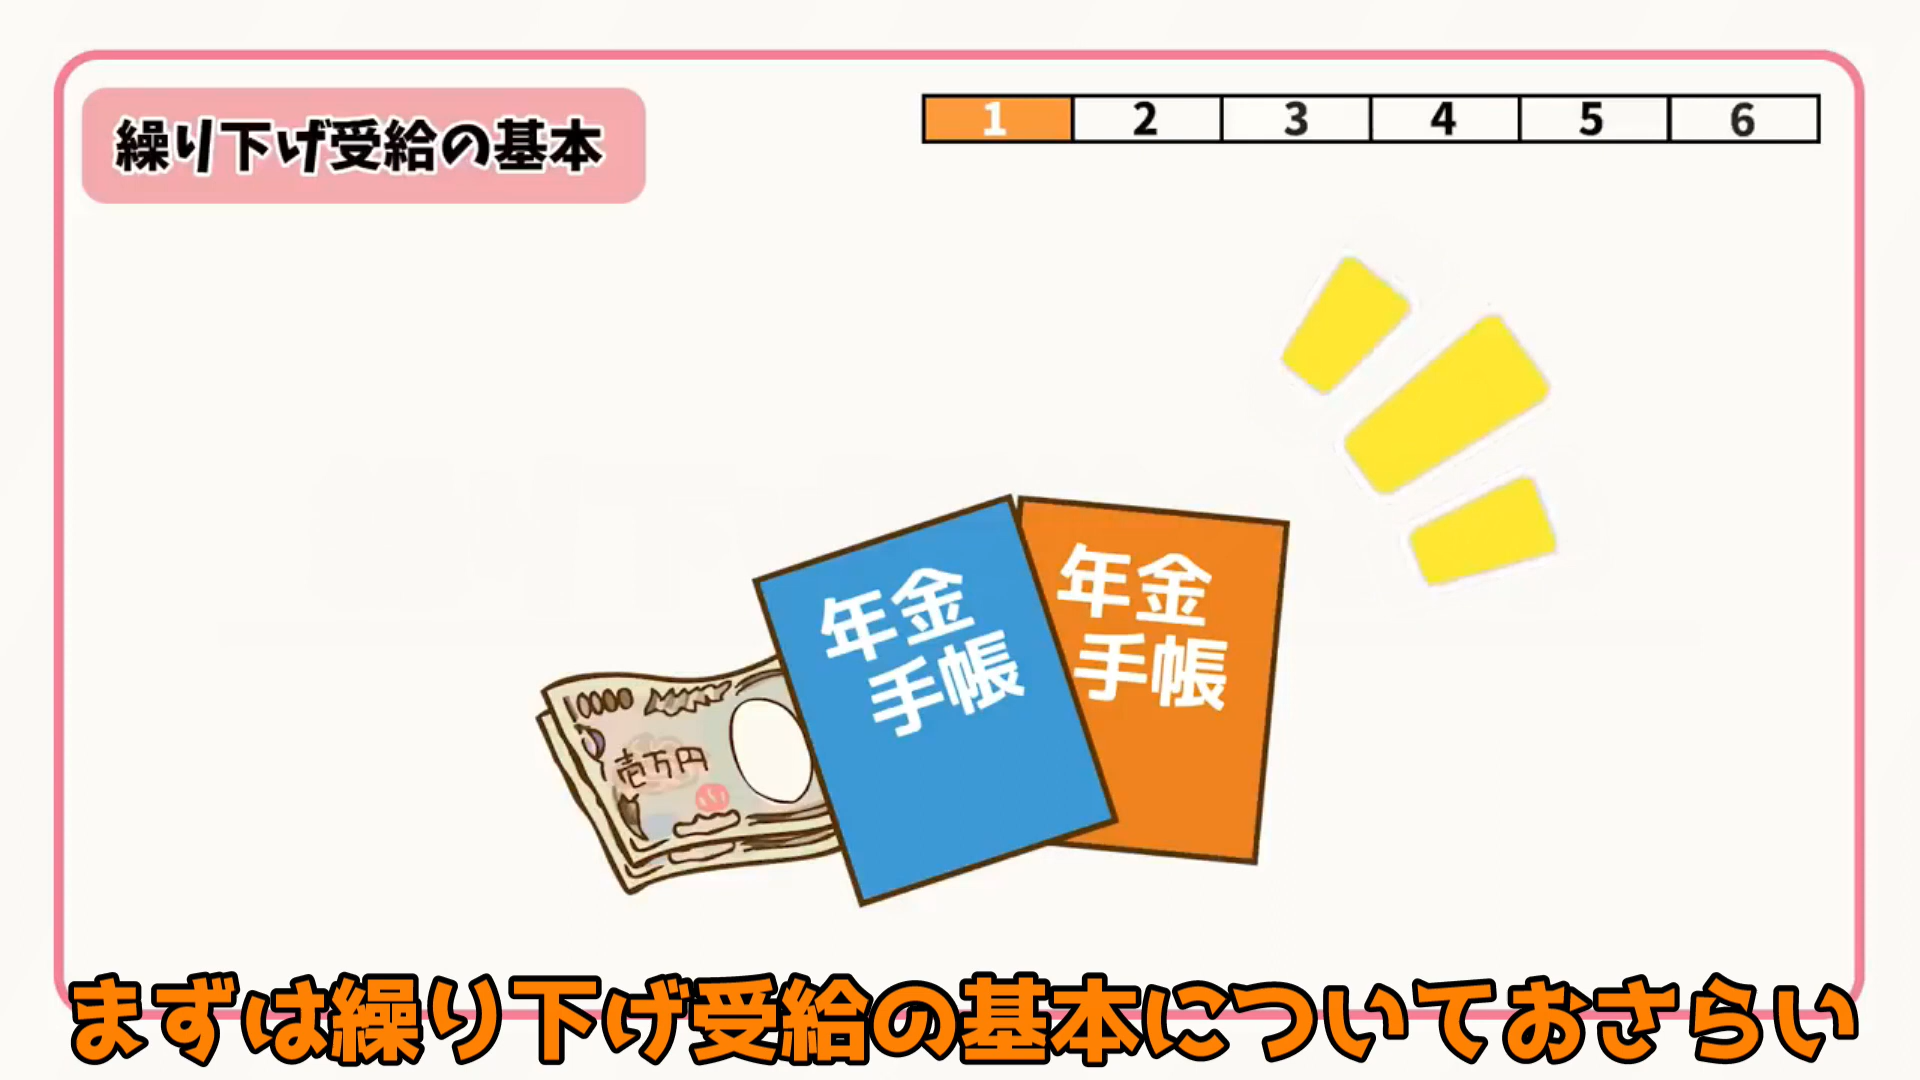 繰り下げ受給の基本
1 2 3 4 5 6
年金
手帳
年金
手帳
壱万円
まずは繰り下げ受給の基本についておさらい